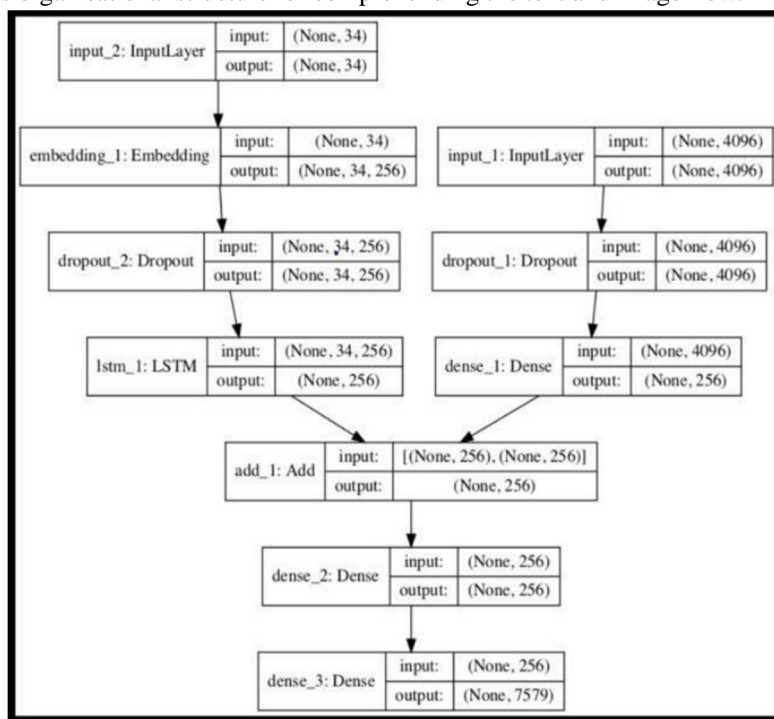 input_2: InputLayer
input: (None, 34)
output: (None, 34)
embedding_1: Embedding
input: (None, 34)
output: (None, 34, 256)
input_1: InputLayer
input: (None, 4096)
output: (None, 4096)
dropout_2: Dropout
input: (None, 34, 256)
output: (None, 34, 256)
dropout_1: Dropout
input: (None, 4096)
output: (None, 4096)
lstm_1: LSTM
input: (None, 34, 256)
output: (None, 256)
dense_1: Dense
input: (None, 4096)
output: (None, 256)
add_1: Add
input: [(None, 256), (None, 256)]
output: (None, 256)
dense_2: Dense
input: (None, 256)
output: (None, 256)
dense_3: Dense
input: (None, 256)
output: (None, 7579)